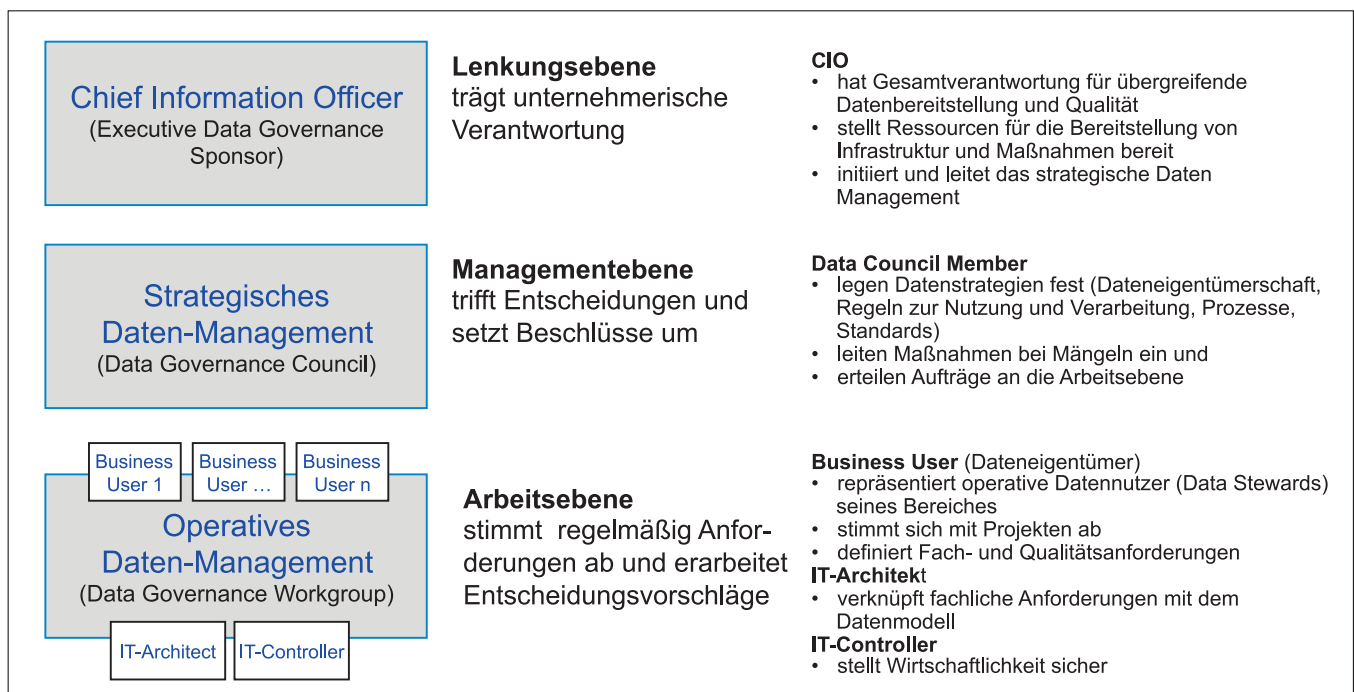 Chief Information Officer
(Executive Data Governance
Sponsor)
Lenkungsebene
trägt unternehmerische
Verantwortung
CIO
• hat Gesamtverantwortung für übergreifende
Datenbereitstellung und Qualität
• stellt Ressourcen für die Bereitstellung von
Infrastruktur und Maßnahmen bereit
• initiiert und leitet das strategische Daten
Management
Strategisches
Daten-Management
(Data Governance Council)
Managementebene
trifft Entscheidungen und
setzt Beschlüsse um
Data Council Member
• legen Datenstrategien fest (Dateneigentümerschaft,
Regeln zur Nutzung und Verarbeitung, Prozesse,
Standards)
• leiten Maßnahmen bei Mängeln ein und
• erteilen Aufträge an die Arbeitsebene
Business
User 1
Business
User …
Business
User n
Operatives
Daten-Management
(Data Governance Workgroup)
IT-Architect
IT-Controller
Arbeitsebene
stimmt regelmäßig Anfor-
derungen ab und erarbeitet
Entscheidungsvorschläge
Business User (Dateneigentümer)
• repräsentiert operative Datennutzer (Data Stewards)
seines Bereiches
• stimmt sich mit Projekten ab
• definiert Fach- und Qualitätsanforderungen
IT-Architekt
• verknüpft fachliche Anforderungen mit dem
Datenmodell
IT-Controller
• stellt Wirtschaftlichkeit sicher